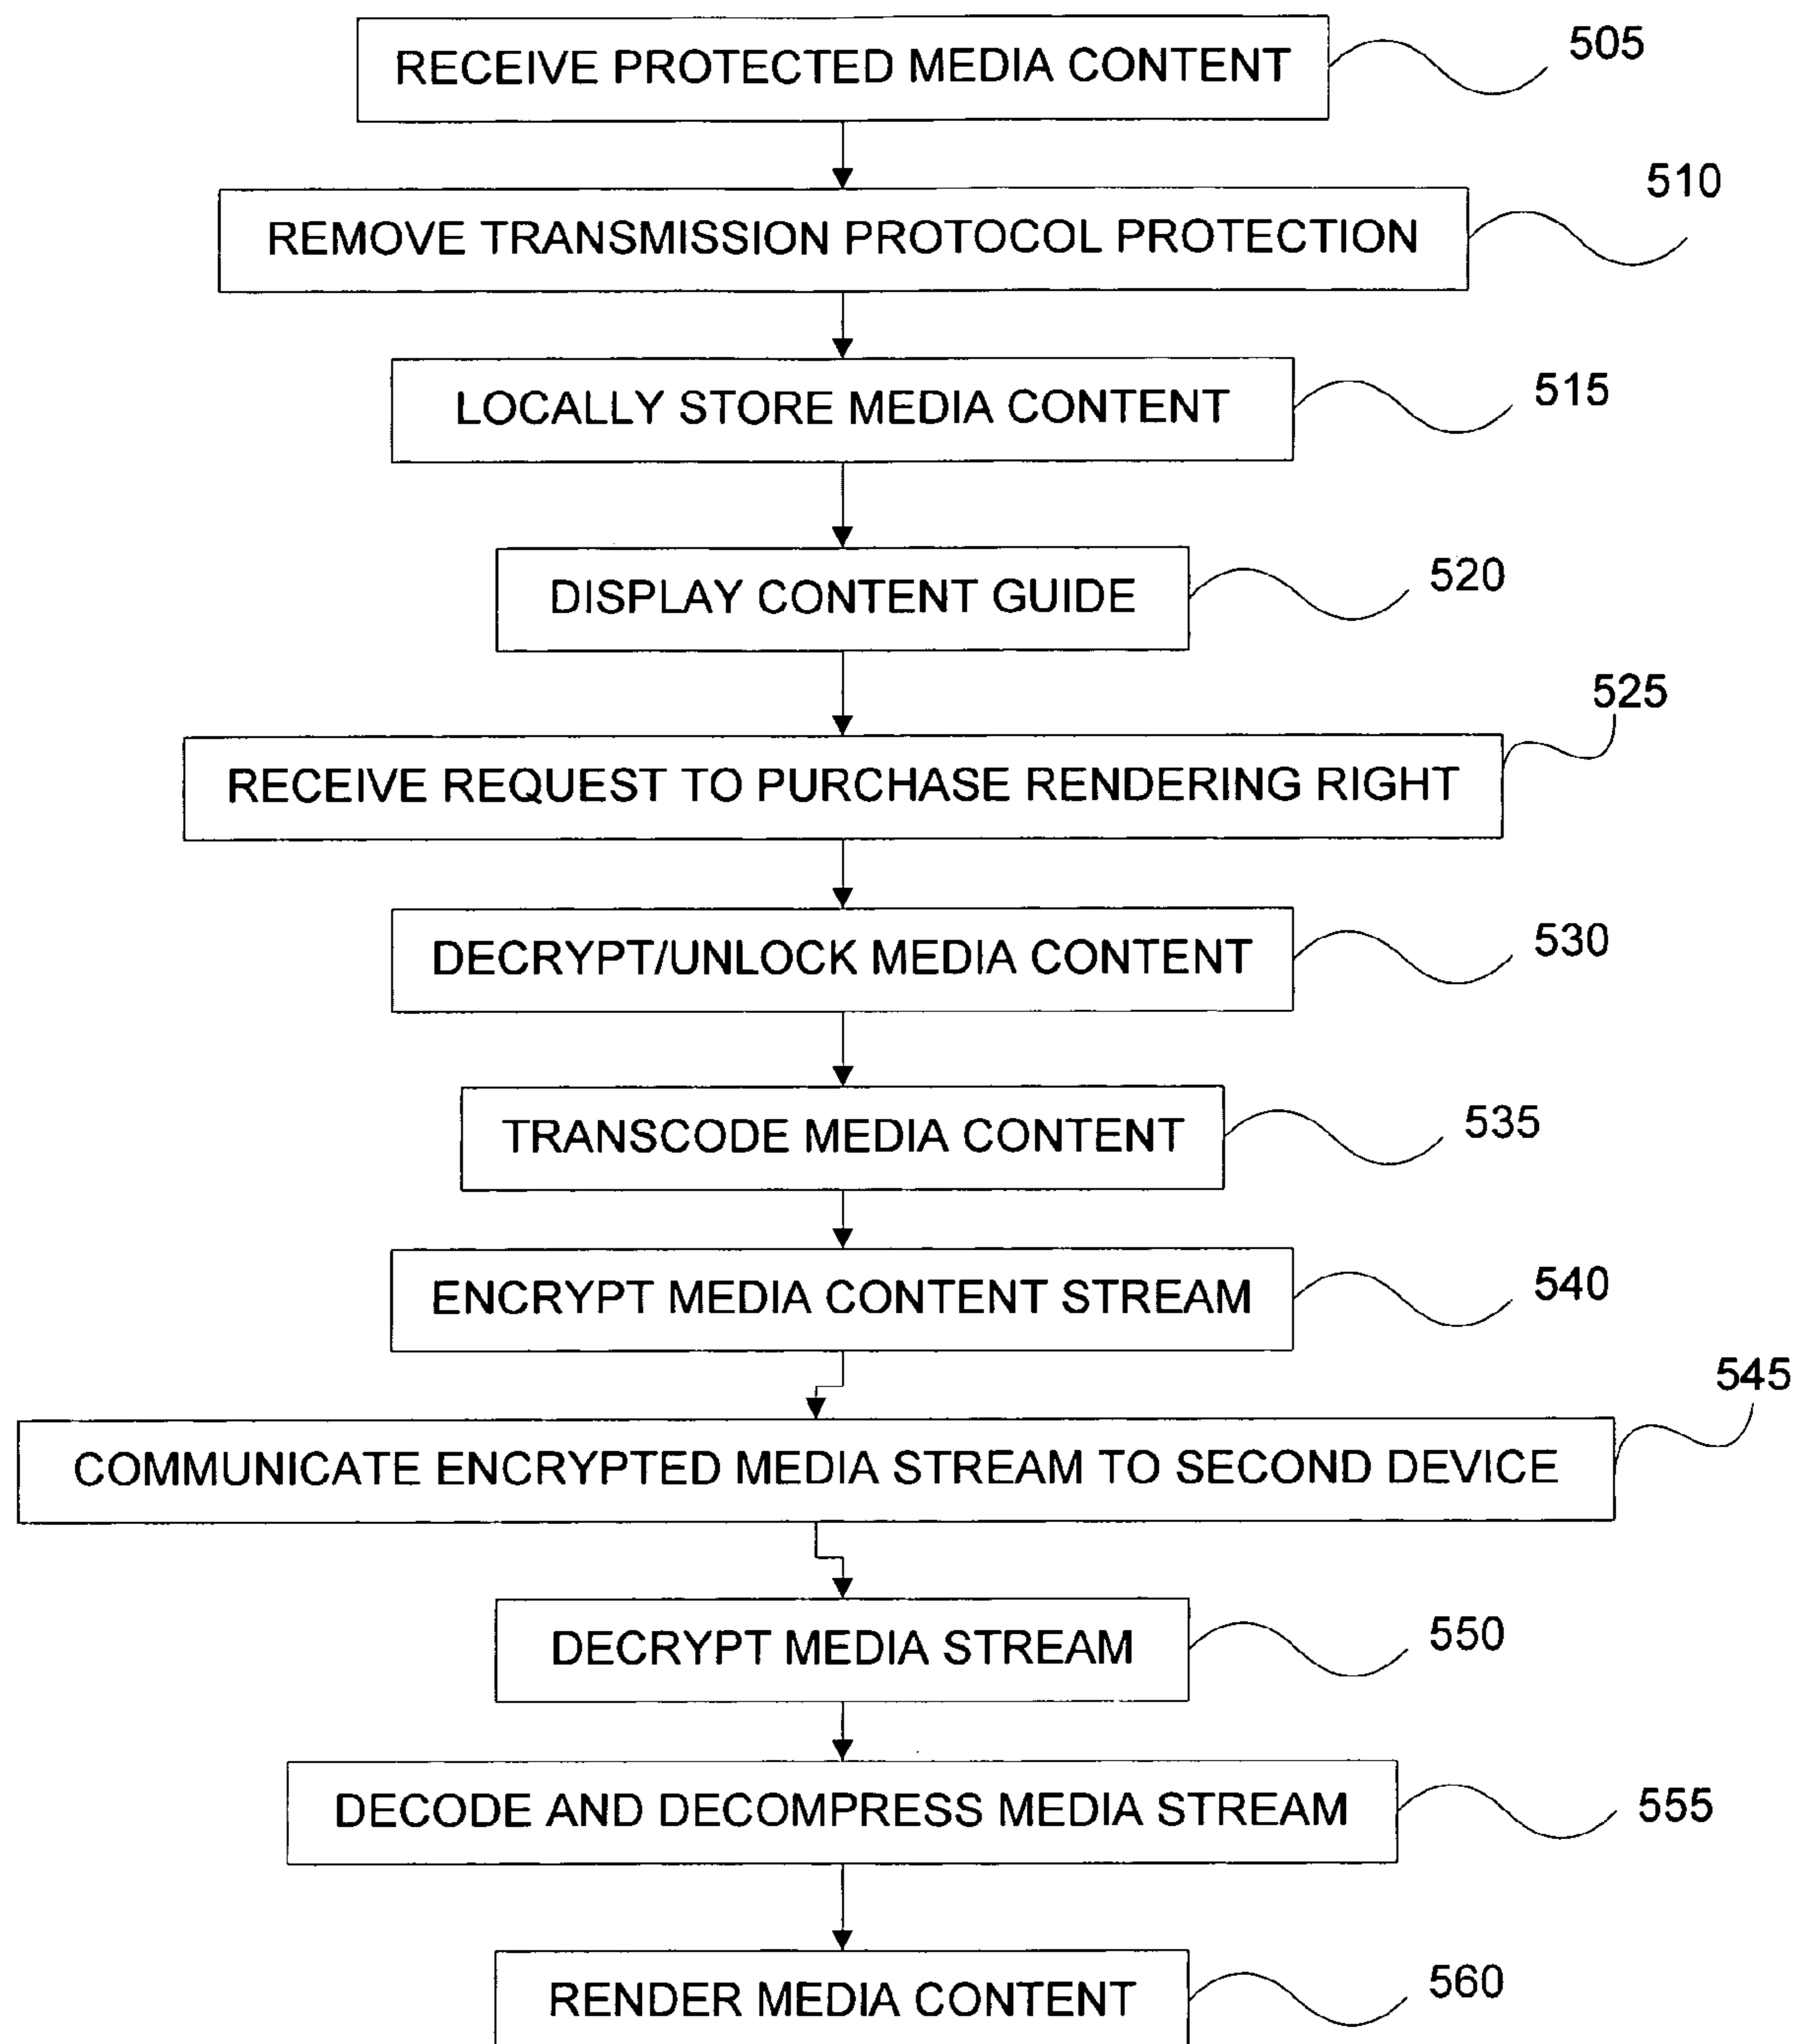 RECEIVE PROTECTED MEDIA CONTENT 505
REMOVE TRANSMISSION PROTOCOL PROTECTION 510
LOCALLY STORE MEDIA CONTENT 515
DISPLAY CONTENT GUIDE 520
RECEIVE REQUEST TO PURCHASE RENDERING RIGHT 525
DECRYPT/UNLOCK MEDIA CONTENT 530
TRANSCODE MEDIA CONTENT 535
ENCRYPT MEDIA CONTENT STREAM 540
COMMUNICATE ENCRYPTED MEDIA STREAM TO SECOND DEVICE 545
DECRYPT MEDIA STREAM 550
DECODE AND DECOMPRESS MEDIA STREAM 555
RENDER MEDIA CONTENT 560